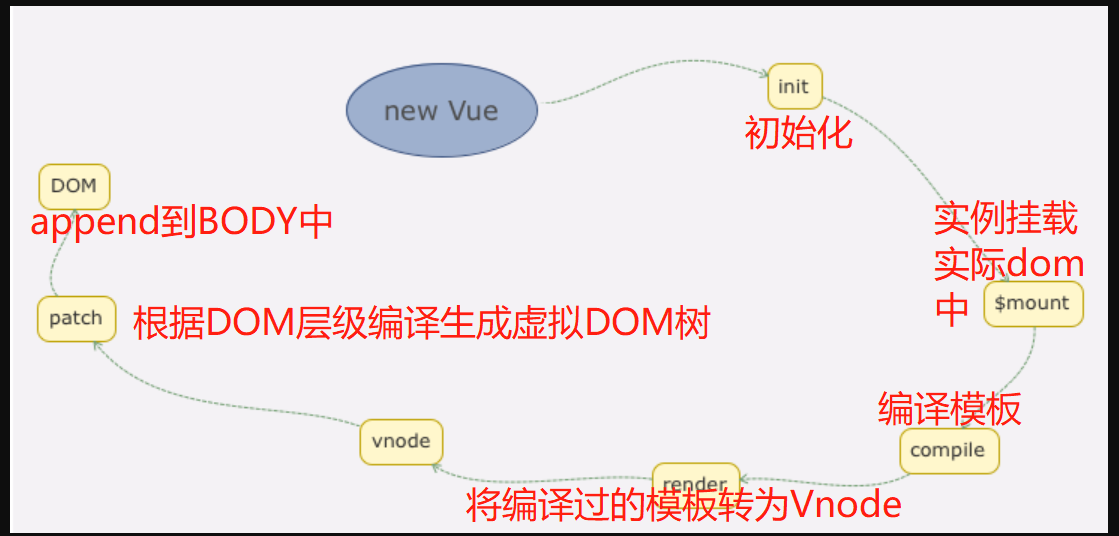 new Vue
init
初始化
实例挂载
实际dom
中
$mount
编译模板
compile
render
将编译过的模板转为Vnode
vnode
patch
根据DOM层级编译生成虚拟DOM树
DOM
append到BODY中